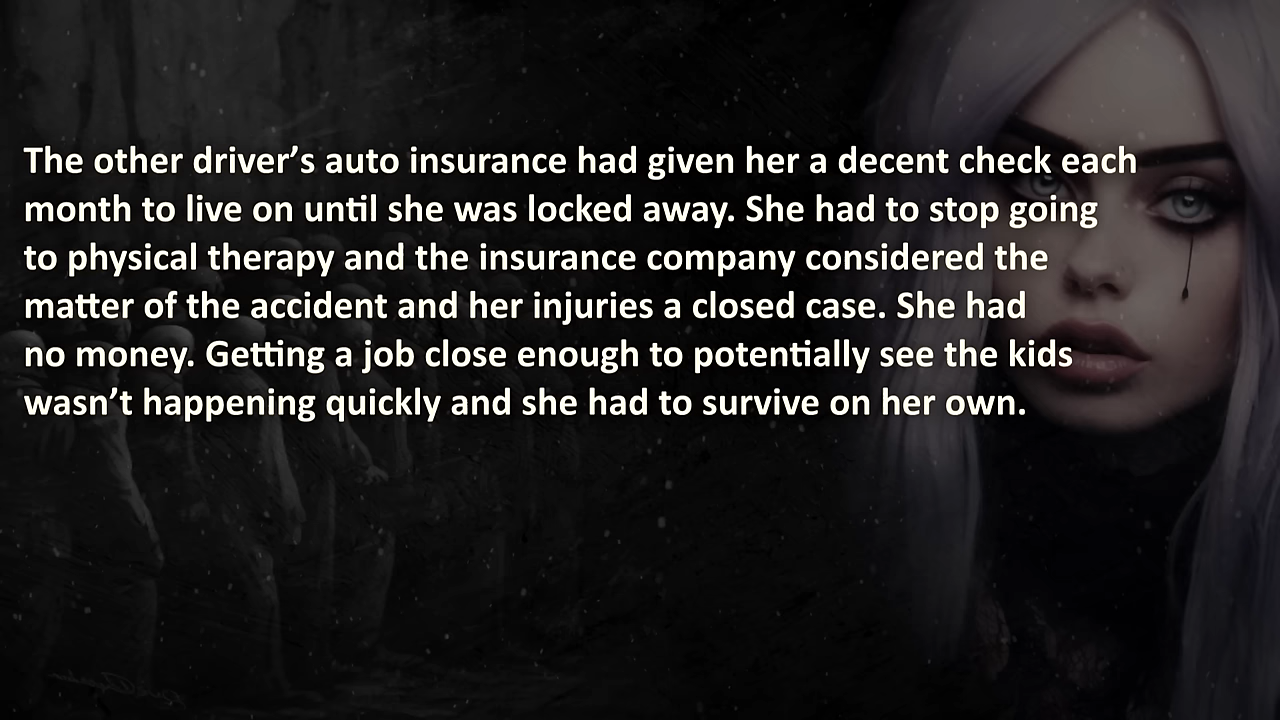 The other driver’s auto insurance had given her a decent check each
month to live on until she was locked away. She had to stop going
to physical therapy and the insurance company considered the
matter of the accident and her injuries a closed case. She had
no money. Getting a job close enough to potentially see the kids
wasn’t happening quickly and she had to survive on her own.